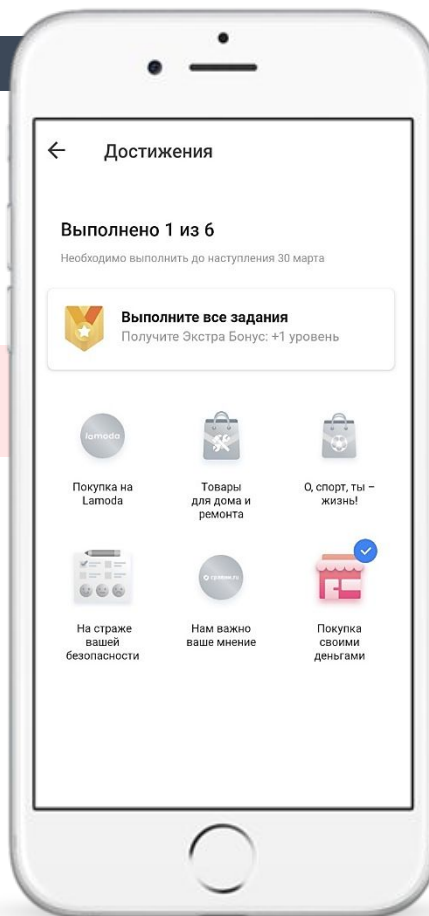 Достижения
Выполнено 1 из 6
Необходимо выполнить до наступления 30 марта
Выполните все задания
Получите Экстра Бонус: +1 уровень
lamoda
Покупка на
Lamoda
Товары
для дома и
ремонта
О, спорт, ты –
жизнь!
На страже
вашей
безопасности
сравни.ru
Нам важно
ваше мнение
Покупка
своими
деньгами